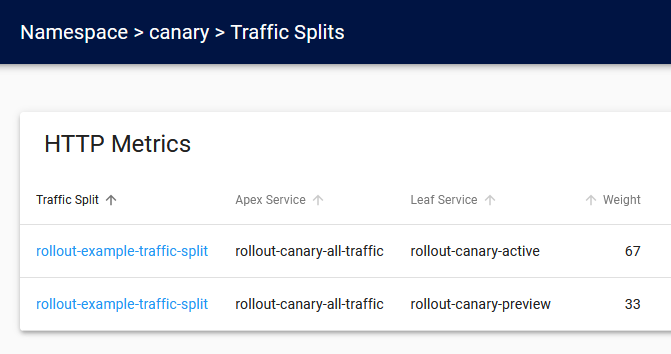 Namespace > canary > Traffic Splits
HTTP Metrics
Traffic Split ↑ Apex Service ↑ Leaf Service ↑ ↑ Weight
rollout-example-traffic-split rollout-canary-all-traffic rollout-canary-active 67
rollout-example-traffic-split rollout-canary-all-traffic rollout-canary-preview 33